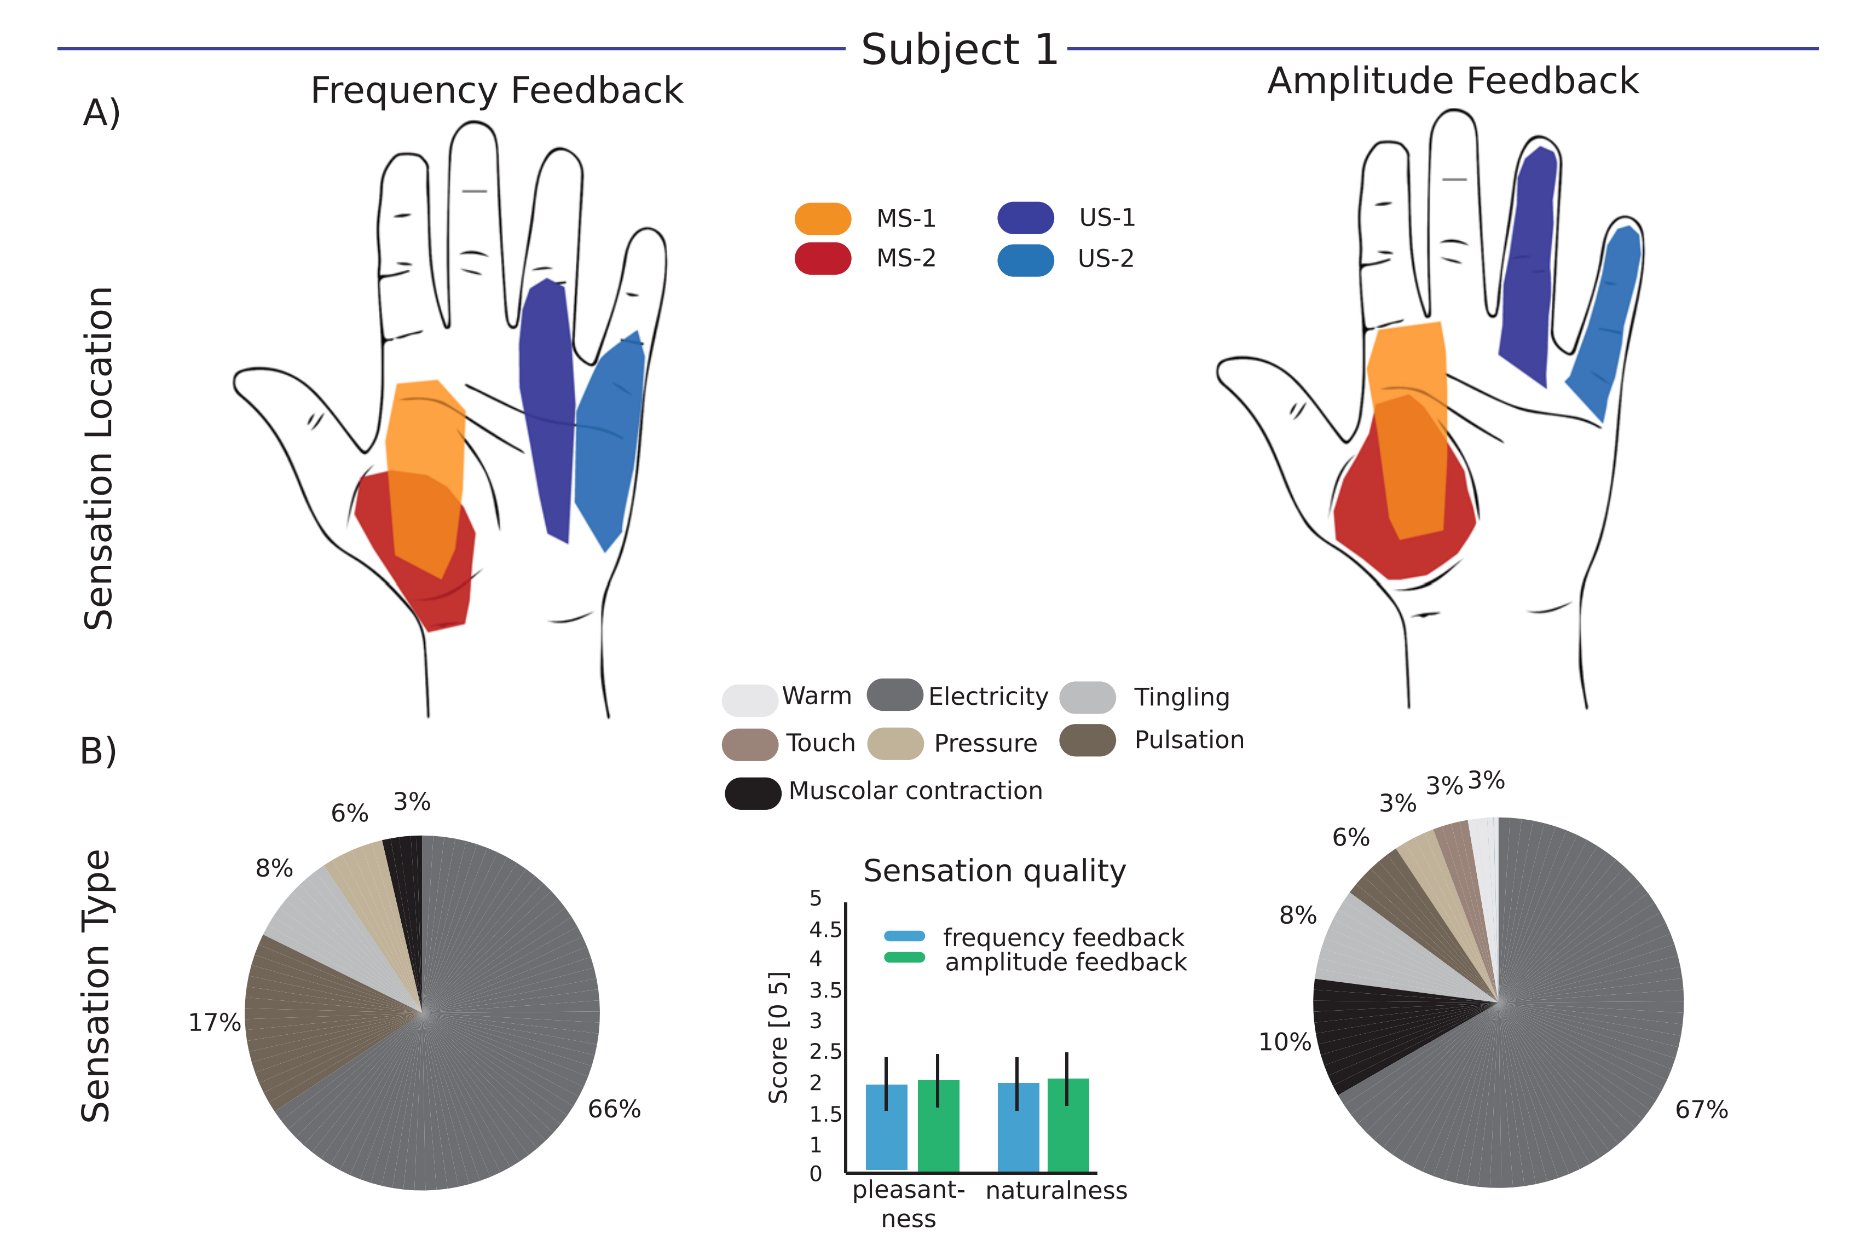 Subject 1
Frequency Feedback
Amplitude Feedback
A)
MS-1
US-1
MS-2
US-2
Sensation Location
Warm
Electricity
Tingling
Touch
Pressure
Pulsation
Muscolar contraction
B)
Sensation Type
3%
6%
8%
17%
66%
Sensation quality
5
4.5
4
3.5
3
2.5
2
1.5
1
0
Score [0 5]
frequency feedback
amplitude feedback
pleasant-
ness
naturalness
3%
3%
3%
6%
8%
10%
67%